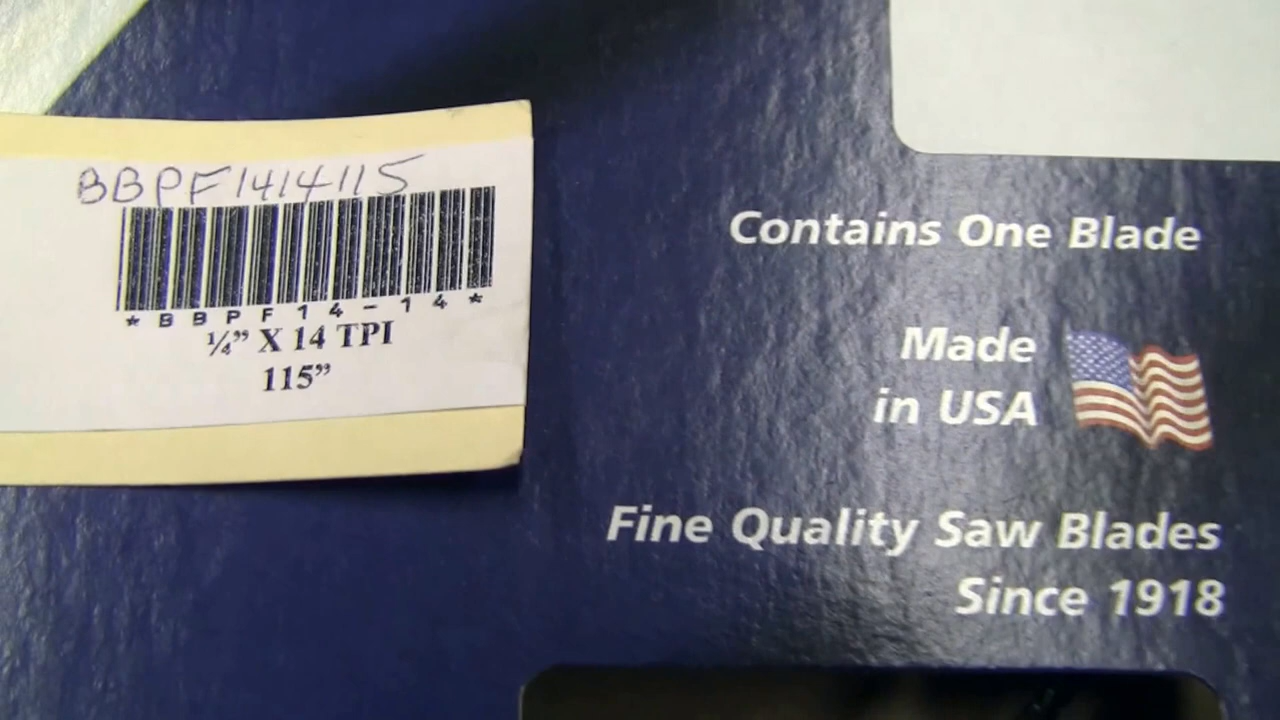 BBPF1414115
*BBPF14-14*
¼” X 14 TPI
115”
Contains One Blade
Made
in USA
Fine Quality Saw Blades
Since 1918